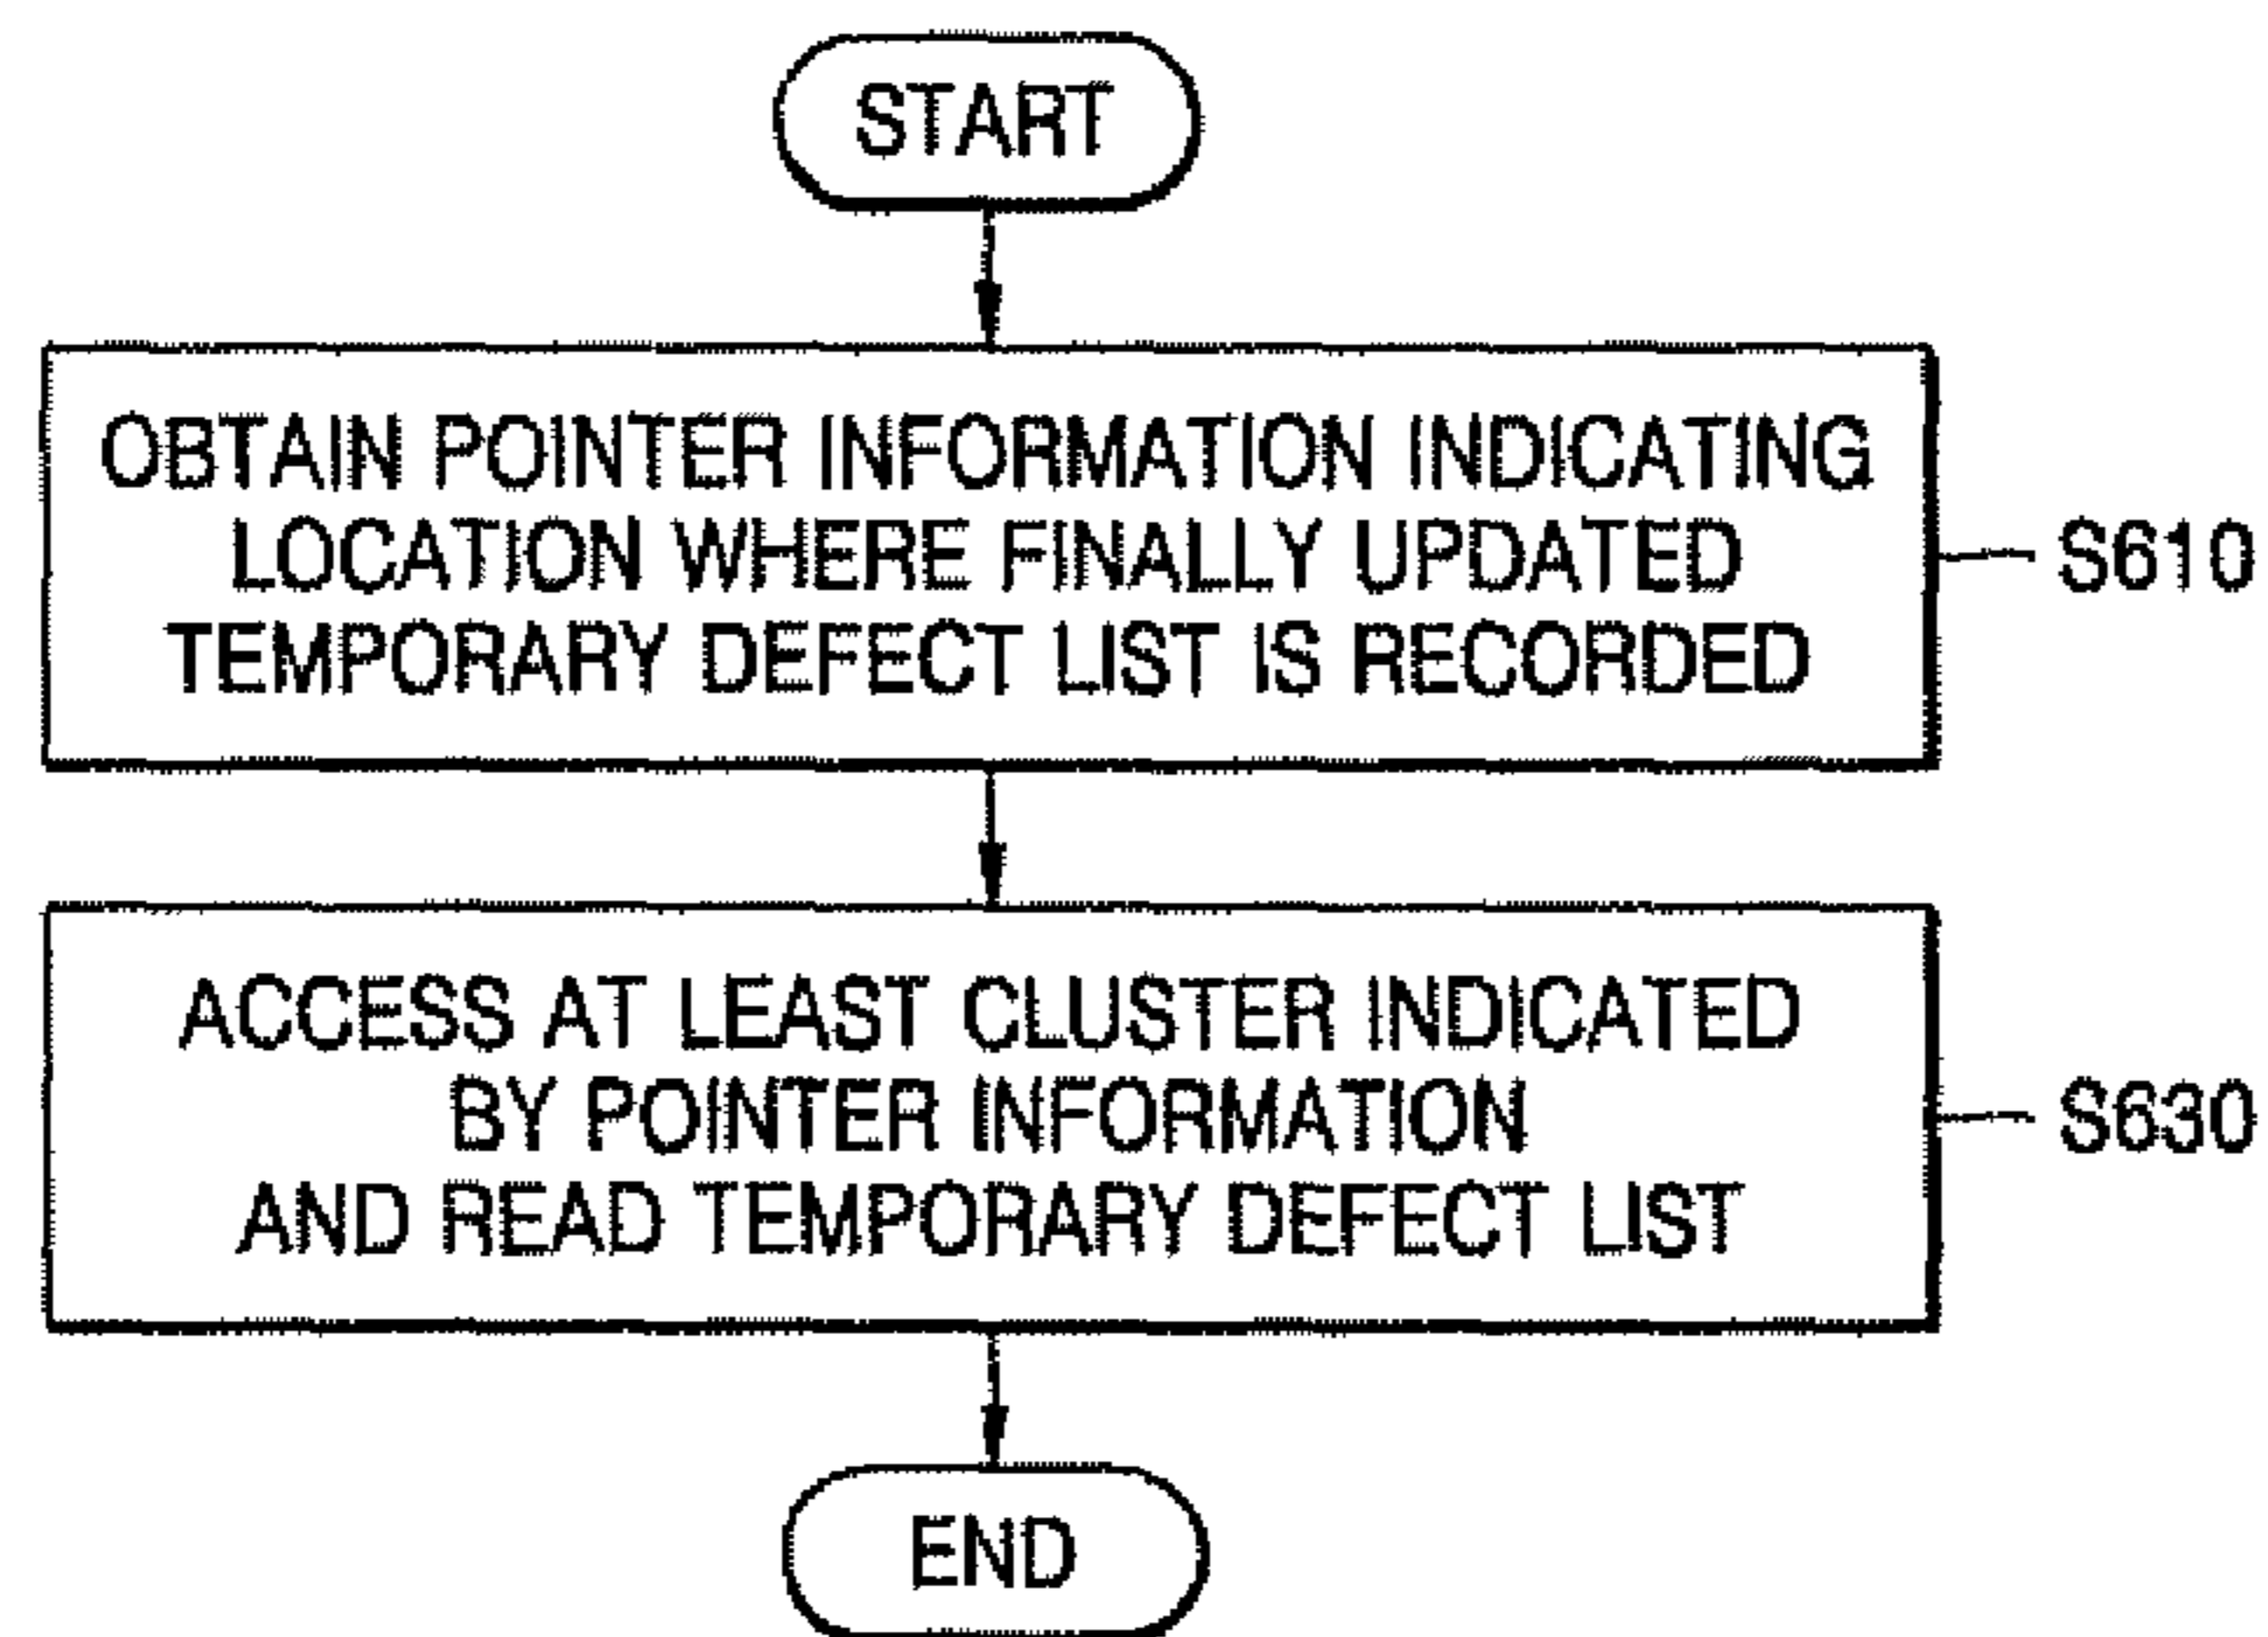 START
OBTAIN POINTER INFORMATION INDICATING
LOCATION WHERE FINALLY UPDATED
TEMPORARY DEFECT LIST IS RECORDED
S610
ACCESS AT LEAST CLUSTER INDICATED
BY POINTER INFORMATION
AND READ TEMPORARY DEFECT LIST
S630
END